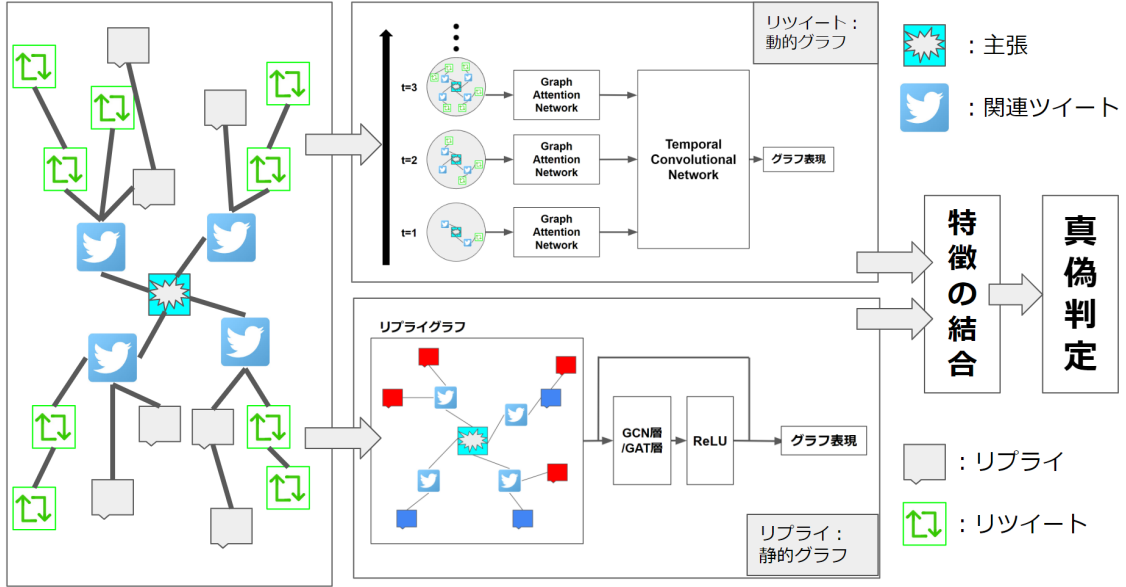 リツイート：
動的グラフ
t=3
Graph
Attention
Network
t=2
Graph
Attention
Network
t=1
Graph
Attention
Network
Temporal
Convolutional
Network
グラフ表現
リプライグラフ
GCN層
/GAT層
ReLU
グラフ表現
リプライ：
静的グラフ
特徴の結合
真偽判定
：主張
：関連ツイート
：リプライ
：リツイート